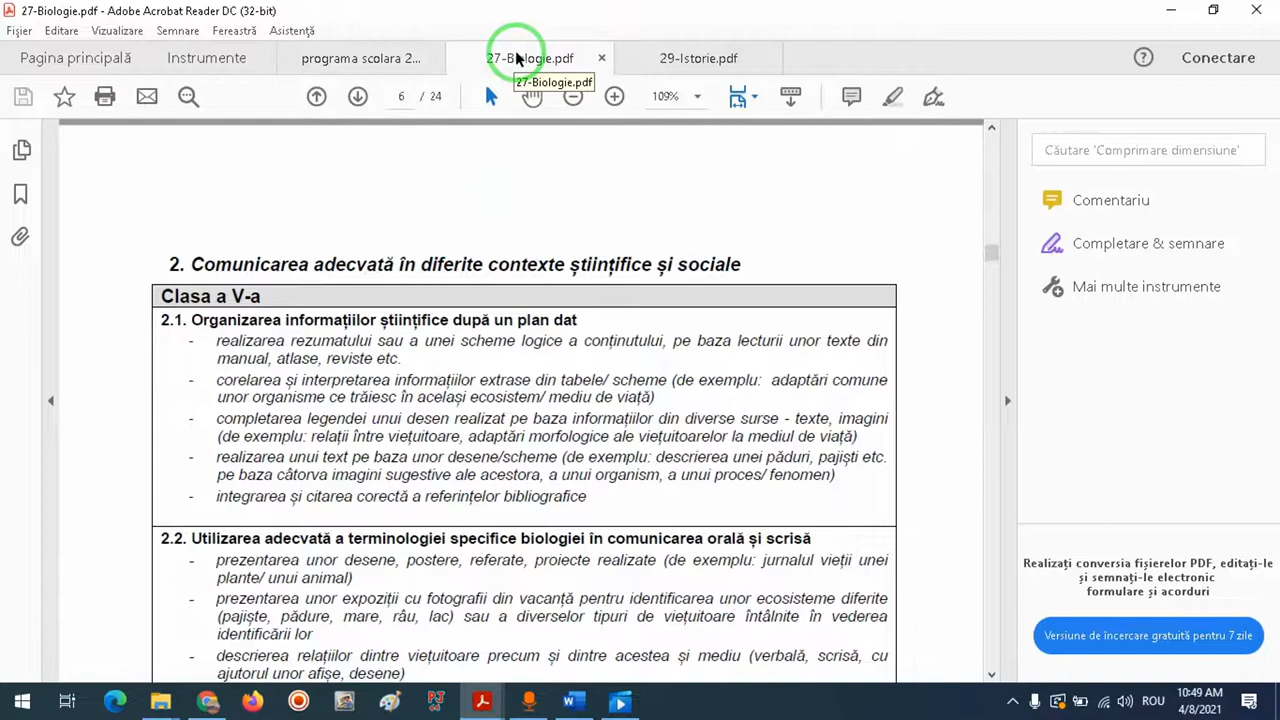 27-Biologie.pdf - Adobe Acrobat Reader DC (32-bit)
Fișier Editare Vizualizare Semnare Fereastră Asistență
Pagina principală Instrumente programa scolara 2... 27-Biologie.pdf 29-Istorie.pdf Conectare
27-Biologie.pdf
6 / 24 109%
Căutare 'Comprimare dimensiune'
Comentariu
Completare & semnare
Mai multe instrumente
2. Comunicarea adecvată în diferite contexte științifice și sociale
Clasa a V-a
2.1. Organizarea informațiilor științifice după un plan dat
- realizarea rezumatului sau a unei scheme logice a conținutului, pe baza lecturii unor texte din
manual, atlase, reviste etc.
- corelarea și interpretarea informațiilor extrase din tabele/ scheme (de exemplu: adaptări comune
unor organisme ce trăiesc în același ecosistem/ mediu de viață)
- completarea legendei unui desen realizat pe baza informațiilor din diverse surse - texte, imagini
(de exemplu: relații între viețuitoare, adaptări morfologice ale viețuitoarelor la mediul de viață)
- realizarea unui text pe baza unor desene/scheme (de exemplu: descrierea unei păduri, pajiști etc.
pe baza câtorva imagini sugestive ale acestora, a unui organism, a unui proces/ fenomen)
- integrarea și citarea corectă a referințelor bibliografice
2.2. Utilizarea adecvată a terminologiei specifice biologiei în comunicarea orală și scrisă
- prezentarea unor desene, postere, referate, proiecte realizate (de exemplu: jurnalul vieții unei
plante/ unui animal)
- prezentarea unor expoziții cu fotografii din vacanță pentru identificarea unor ecosisteme diferite
(pajiște, pădure, mare, râu, lac) sau a diverselor tipuri de viețuitoare întâlnite în vederea
identificării lor
- descrierea relațiilor dintre viețuitoare precum și dintre acestea și mediu (verbală, scrisă, cu
ajutorul unor afișe, desene)
Realizați conversia fișierelor PDF, editați-le
și semnați-le electronic
formulare și acorduri
Versiune de încercare gratuită pentru 7 zile
ROU
10:49 AM
4/8/2021